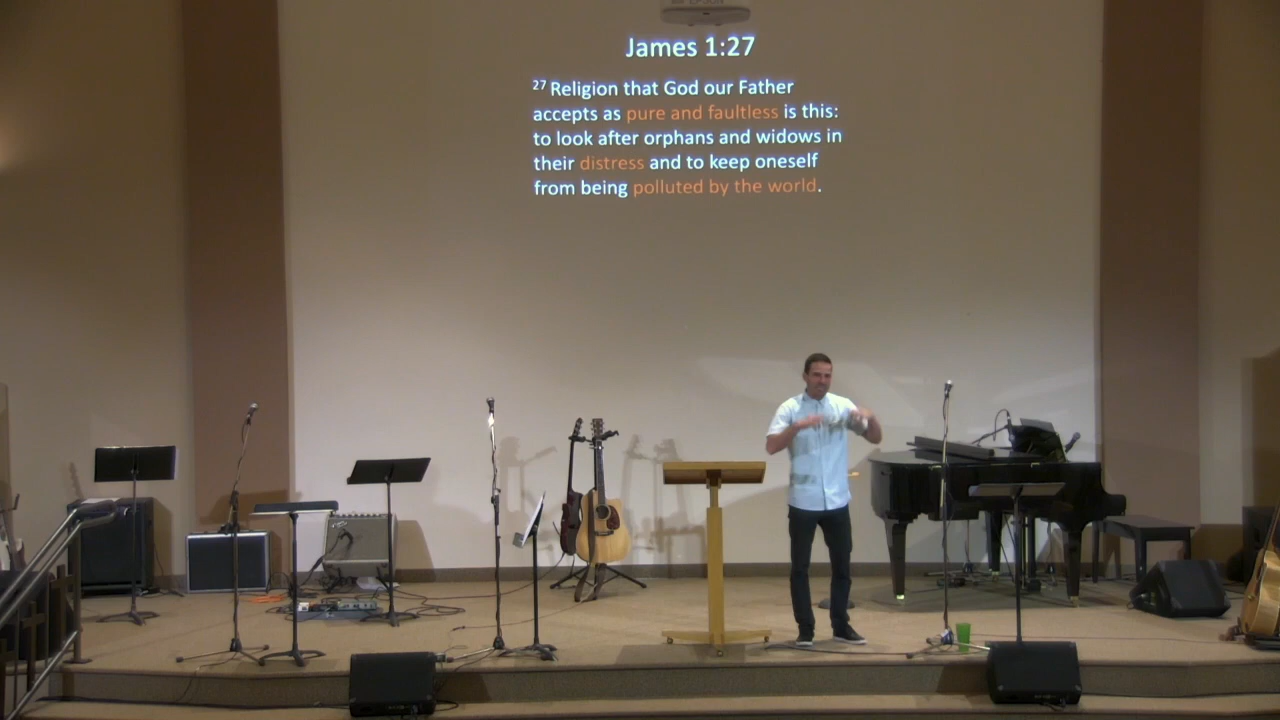 EPSON
James 1:27
27 Religion that God our Father
accepts as pure and faultless is this:
to look after orphans and widows in
their distress and to keep oneself
from being polluted by the world.